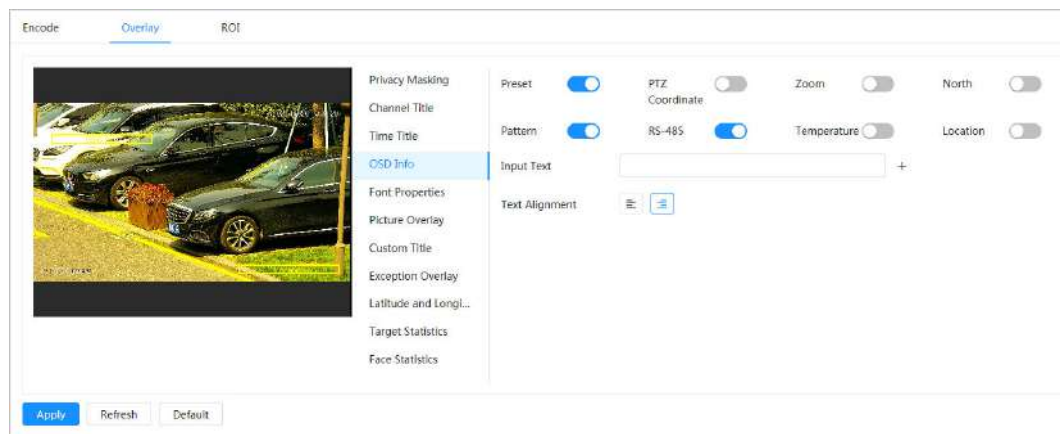 Encode Overlay ROI
Privacy Masking
Channel Title
Time Title
OSD Info
Font Properties
Picture Overlay
Custom Title
Exception Overlay
Latitude and Longi...
Target Statistics
Face Statistics
Preset PTZ Coordinate Zoom North
Pattern RS-485 Temperature Location
Input Text +
Text Alignment
Apply Refresh Default